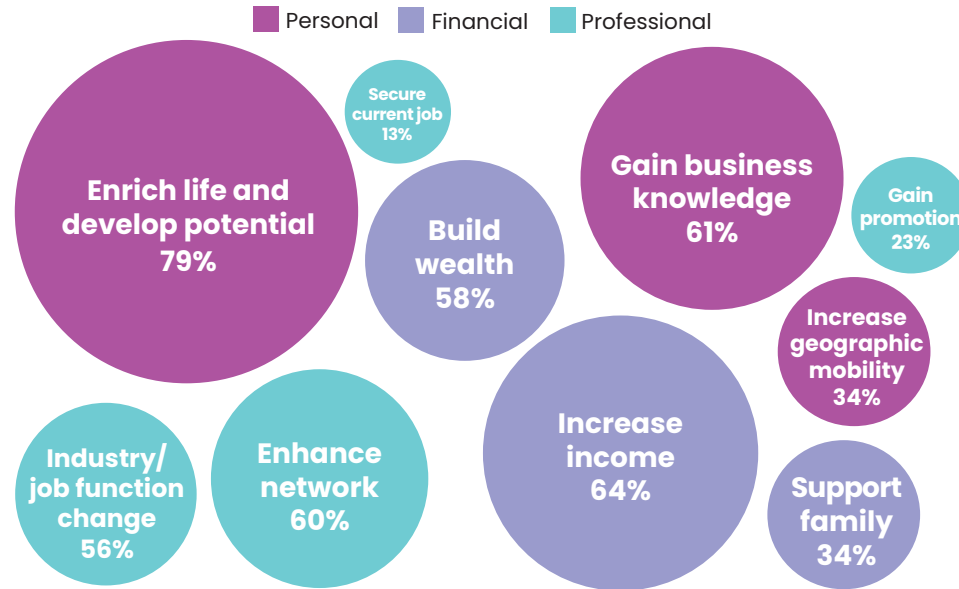 Personal Financial Professional
Enrich life and
develop potential
79%
Secure
current job
13%
Build
wealth
58%
Gain business
knowledge
61%
Gain
promotion
23%
Increase
geographic
mobility
34%
Industry/
job function
change
56%
Enhance
network
60%
Increase
income
64%
Support
family
34%